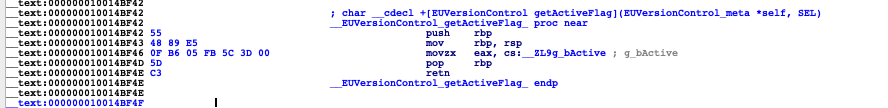 __text:000000010014BF42
__text:000000010014BF42 ; char __cdecl +[EUVersionControl getActiveFlag](EUVersionControl_meta *self, SEL)
__text:000000010014BF42 __EUVersionControl_getActiveFlag_ proc near
__text:000000010014BF42 55 push rbp
__text:000000010014BF43 48 89 E5 mov rbp, rsp
__text:000000010014BF46 0F B6 05 FB 5C 3D 00 movzx eax, cs:__ZL9g_bActive ; g_bActive
__text:000000010014BF4D 5D pop rbp
__text:000000010014BF4E C3 retn
__text:000000010014BF4E __EUVersionControl_getActiveFlag_ endp
__text:000000010014BF4E
__text:000000010014BF4F